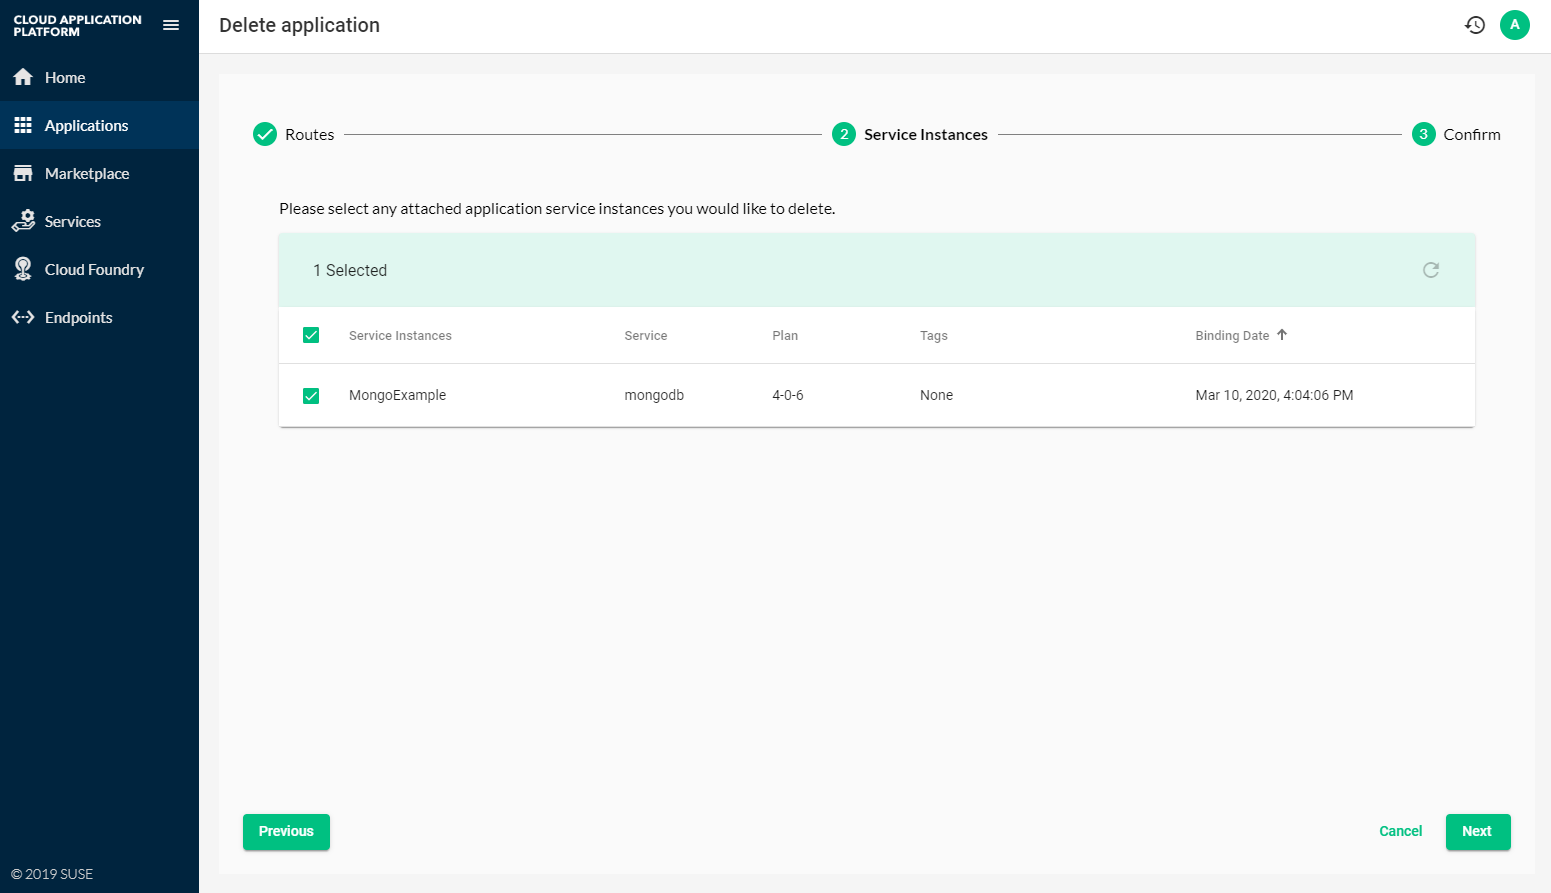 CLOUD APPLICATION
PLATFORM
Delete application
A
Home
Applications
Marketplace
Services
Cloud Foundry
Endpoints
Routes
2 Service Instances
3 Confirm
Please select any attached application service instances you would like to delete.
1 Selected
Service Instances Service Plan Tags Binding Date
MongoExample mongodb 4-0-6 None Mar 10, 2020, 4:04:06 PM
Previous Cancel Next
© 2019 SUSE